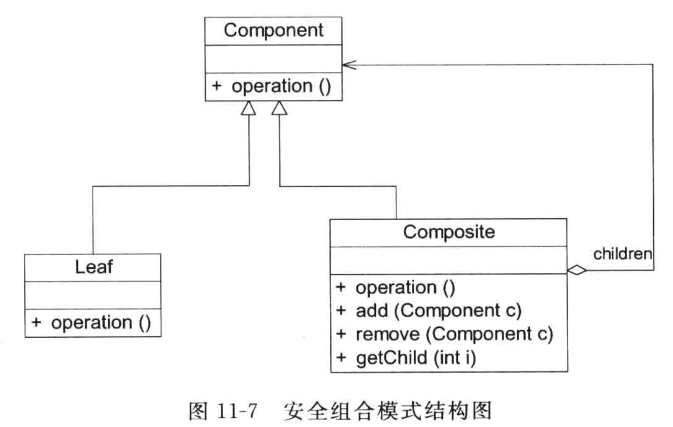 Component
+ operation ()
Leaf
+ operation ()
Composite
+ operation ()
+ add (Component c)
+ remove (Component c)
+ getChild (int i)
children
图 11-7 安全组合模式结构图